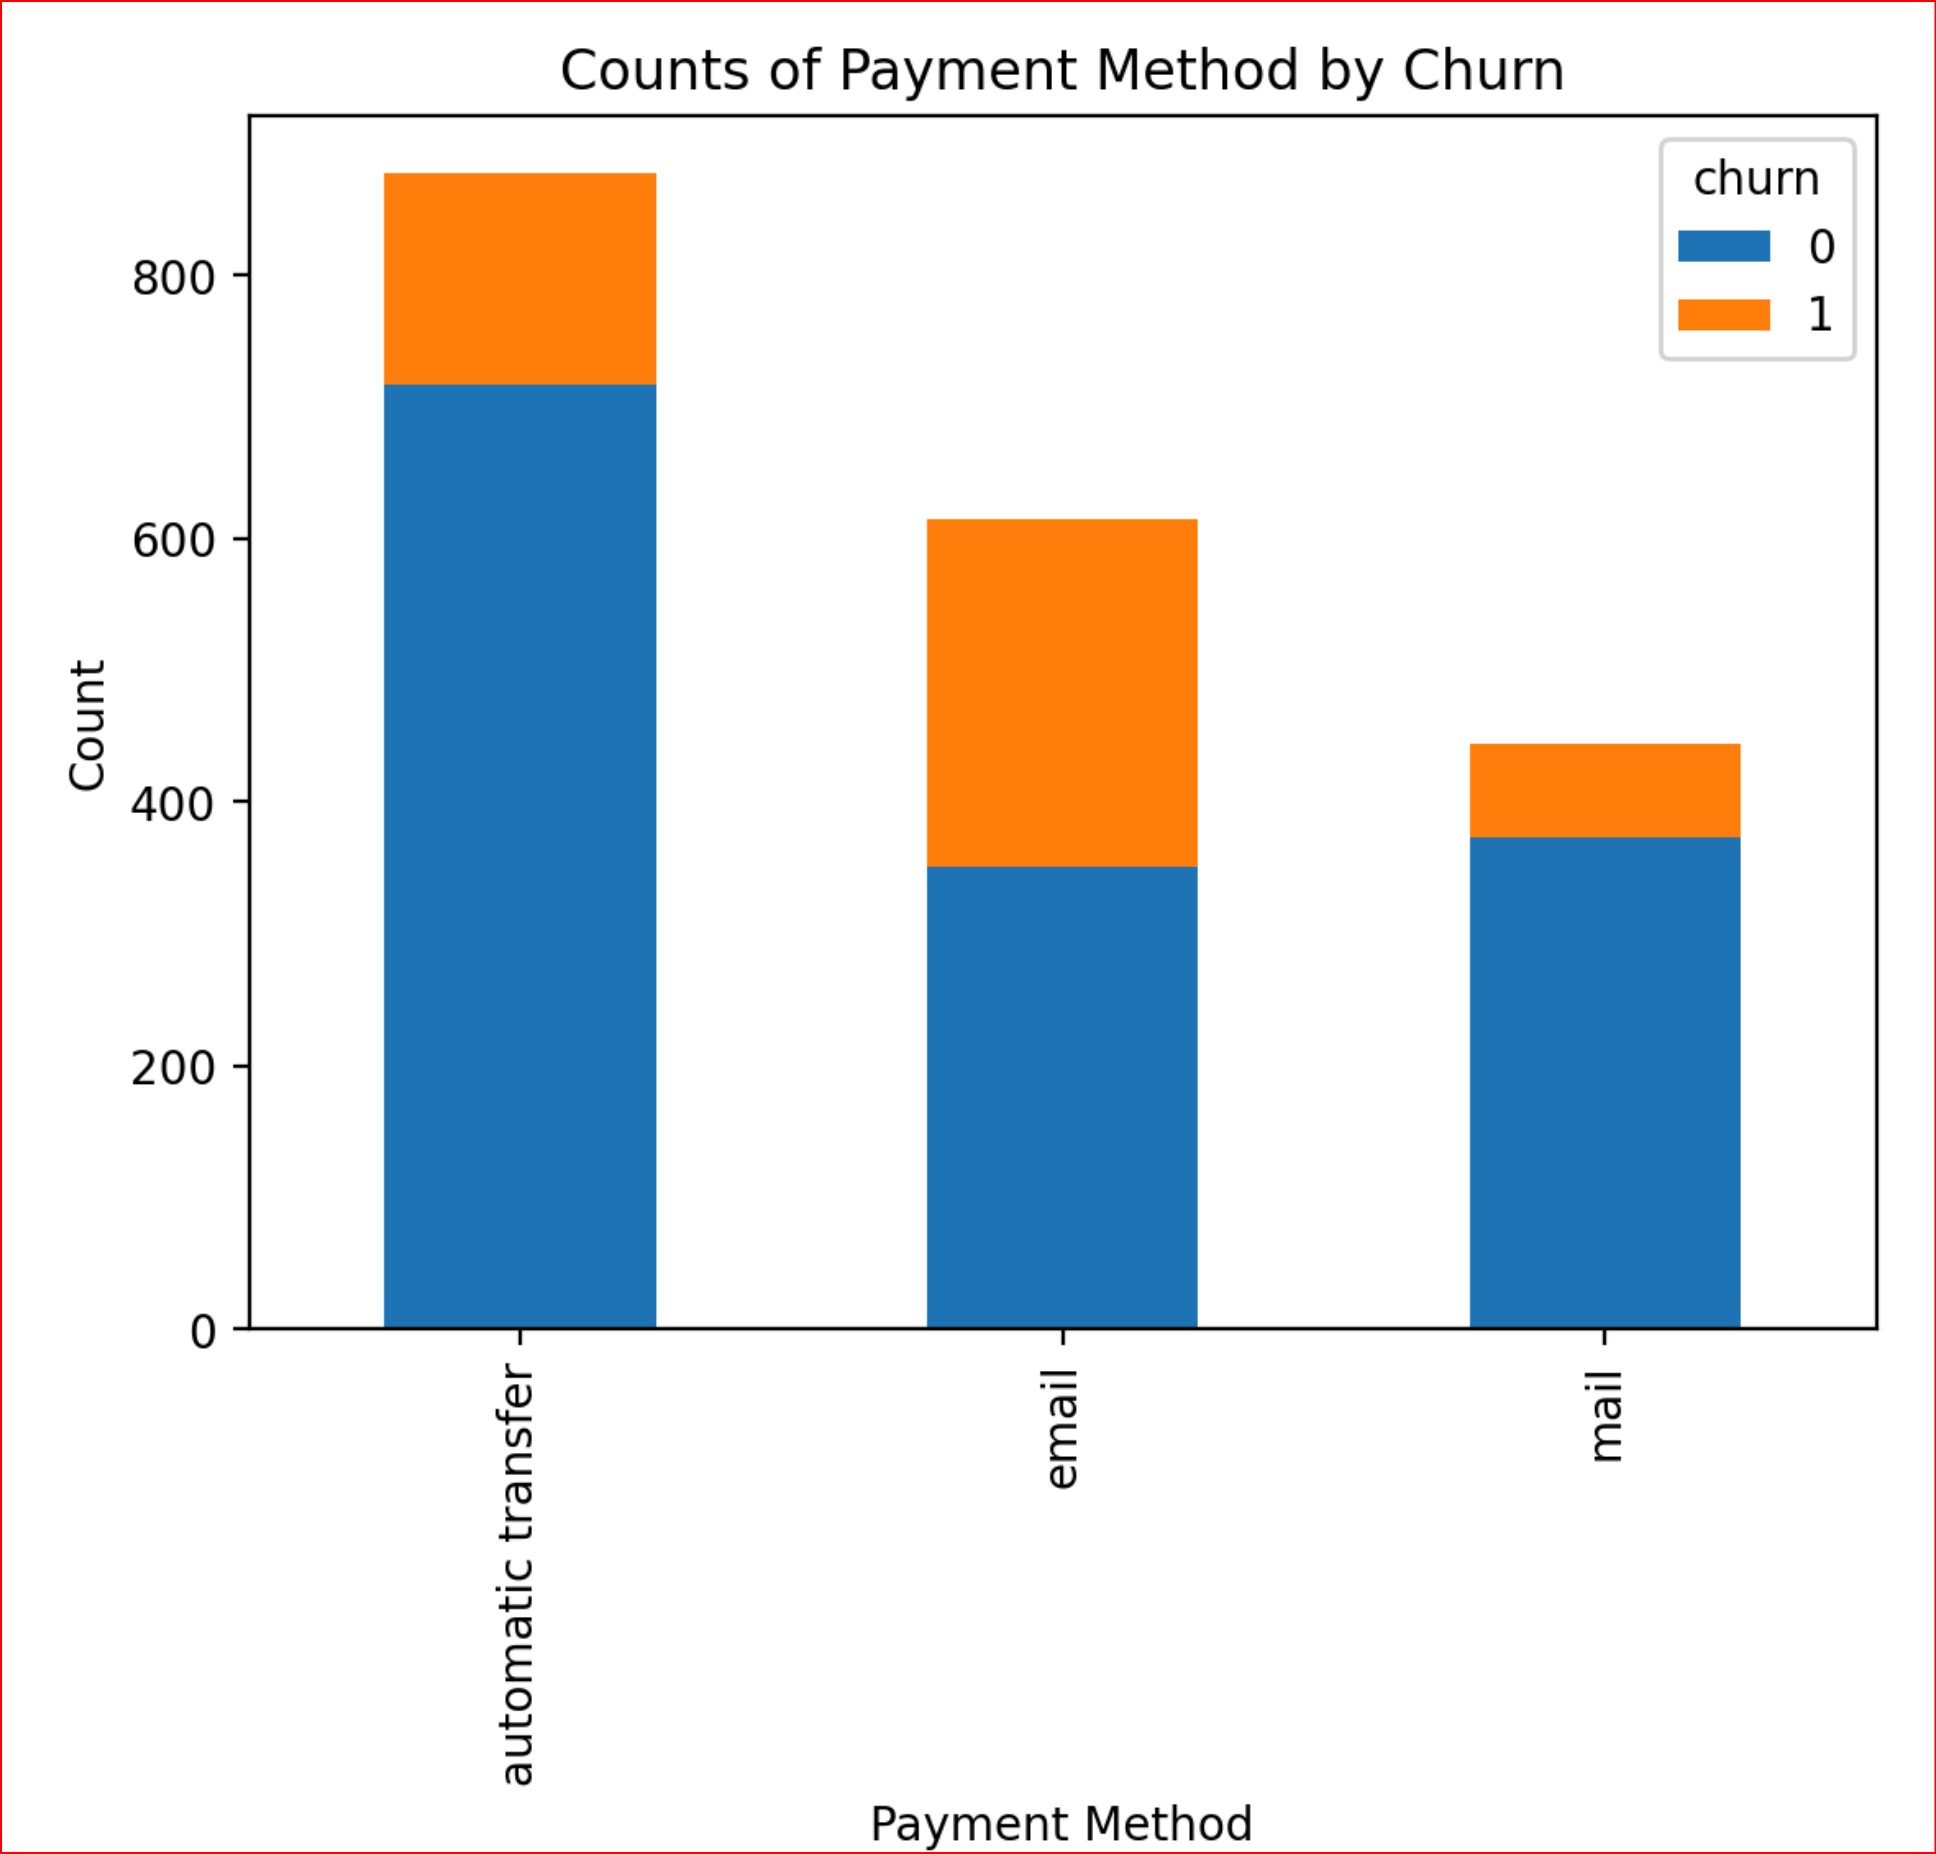 Counts of Payment Method by Churn
churn
0
1
800
600
400
200
0
Count
automatic transfer
email
mail
Payment Method